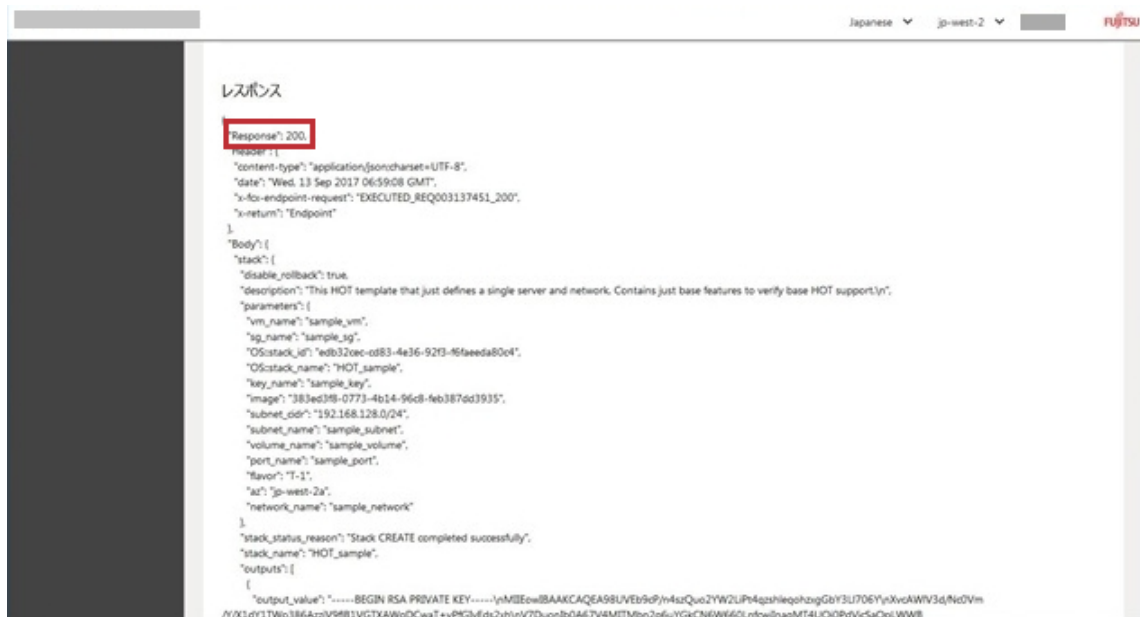 Japanese jp-west-2 FUJITSU
レスポンス
{
"Response": 200,
"Header": {
"content-type": "application/json;charset=UTF-8",
"date": "Wed, 13 Sep 2017 06:59:08 GMT",
"x-fox-endpoint-request": "EXECUTED_REQ003137451_200",
"x-return": "Endpoint"
},
"Body": {
"stack": {
"disable_rollback": true,
"description": "This HOT template that just defines a single server and network. Contains just base features to verify base HOT support.\n",
"parameters": {
"vm_name": "sample_vm",
"sg_name": "sample_sg",
"OS::stack_id": "edb32cec-cd83-4e36-92f3-f6faeeda80c4",
"OS::stack_name": "HOT_sample",
"key_name": "sample_key",
"image": "383ed3f8-0773-4b14-96c8-feb387dd3935",
"subnet_cidr": "192.168.128.0/24",
"subnet_name": "sample_subnet",
"volume_name": "sample_volume",
"port_name": "sample_port",
"flavor": "T-1",
"az": "jp-west-2a",
"network_name": "sample_network"
},
"stack_status_reason": "Stack CREATE completed successfully",
"stack_name": "HOT_sample",
"outputs": [
{
"output_value": "-----BEGIN RSA PRIVATE KEY-----